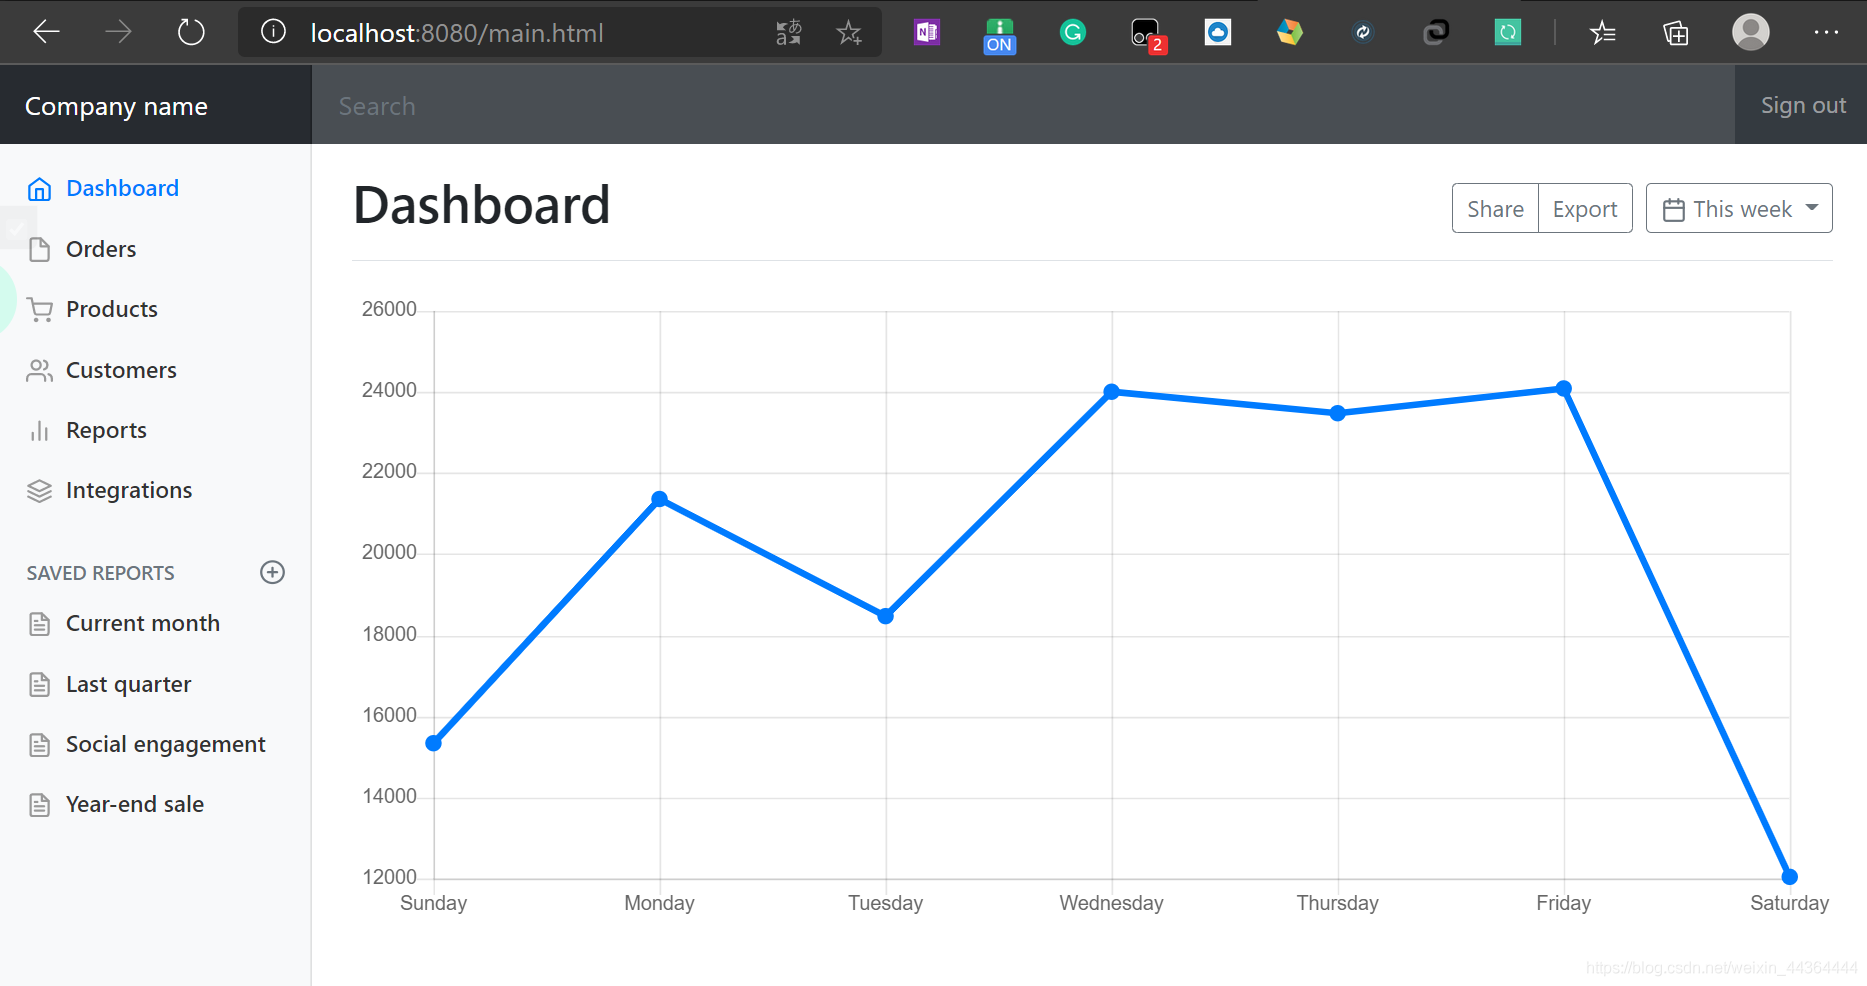 localhost:8080/main.html
aあ
N
ON
G
2
Company name
Search
Sign out
Dashboard
Orders
Products
Customers
Reports
Integrations
SAVED REPORTS
Current month
Last quarter
Social engagement
Year-end sale
Dashboard
Share
Export
This week
26000
24000
22000
20000
18000
16000
14000
12000
Sunday
Monday
Tuesday
Wednesday
Thursday
Friday
Saturday
https://blog.csdn.net/weixin_44364444